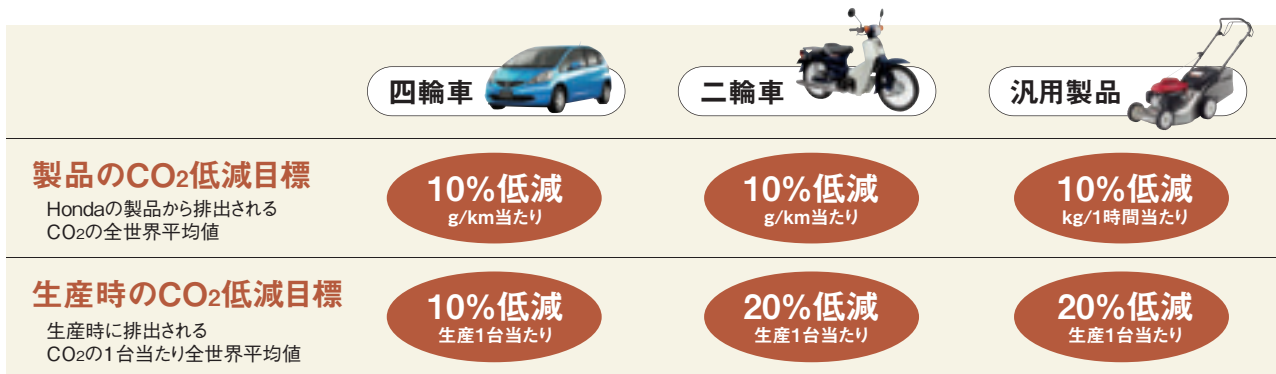 四輪車
二輪車
汎用製品
製品のCO2低減目標
Hondaの製品から排出される
CO2の全世界平均値
10%低減
g/km当たり
10%低減
g/km当たり
10%低減
kg/1時間当たり
生産時のCO2低減目標
生産時に排出される
CO2の1台当たり全世界平均値
10%低減
生産1台当たり
20%低減
生産1台当たり
20%低減
生産1台当たり